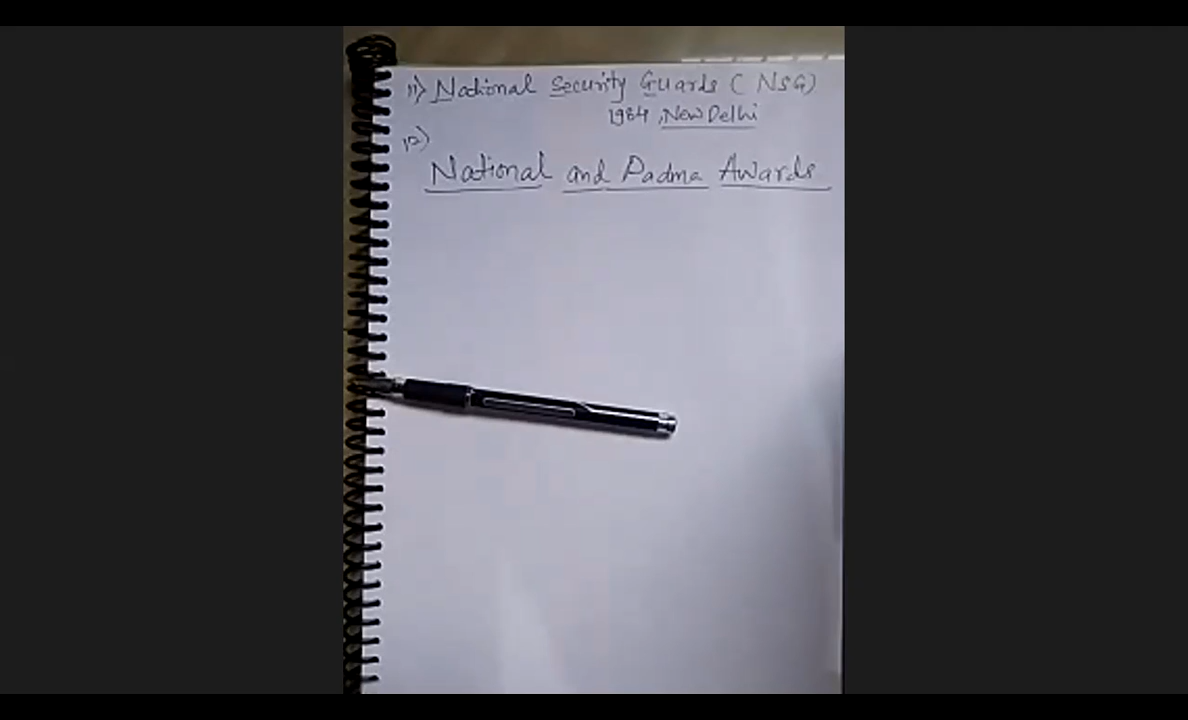 11) National Security Guards ( NSG)
1984, New Delhi
12)
National and Padma Awards